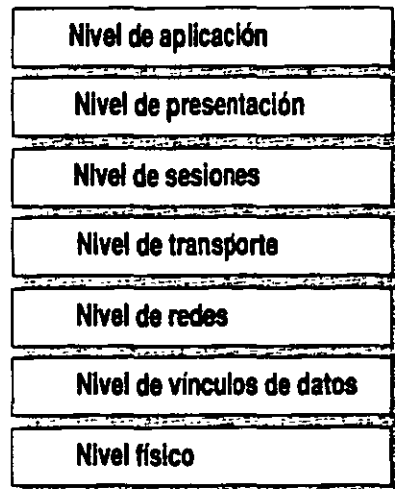 Nivel de aplicación
Nivel de presentación
Nivel de sesiones
Nivel de transporte
Nivel de redes
Nivel de vínculos de datos
Nivel físico